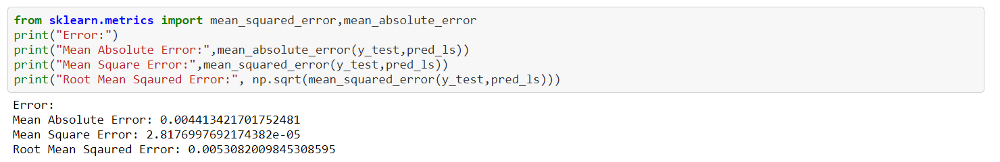 from sklearn.metrics import mean_squared_error,mean_absolute_error
print("Error:")
print("Mean Absolute Error:",mean_absolute_error(y_test,pred_ls))
print("Mean Square Error:",mean_squared_error(y_test,pred_ls))
print("Root Mean Sqaured Error:", np.sqrt(mean_squared_error(y_test,pred_ls)))
Error:
Mean Absolute Error: 0.004413421701752481
Mean Square Error: 2.8176997692174382e-05
Root Mean Sqaured Error: 0.0053082009845308595